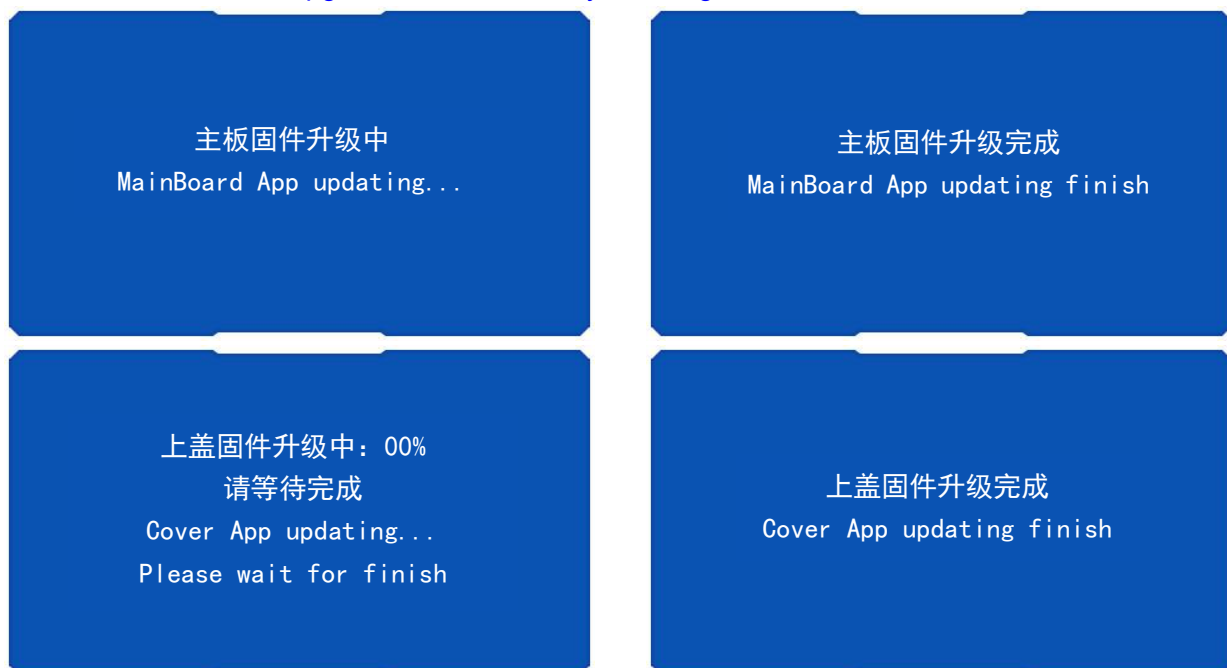 主板固件升级中
MainBoard App updating...
主板固件升级完成
MainBoard App updating finish
上盖固件升级中：00%
请等待完成
Cover App updating...
Please wait for finish
上盖固件升级完成
Cover App updating finish